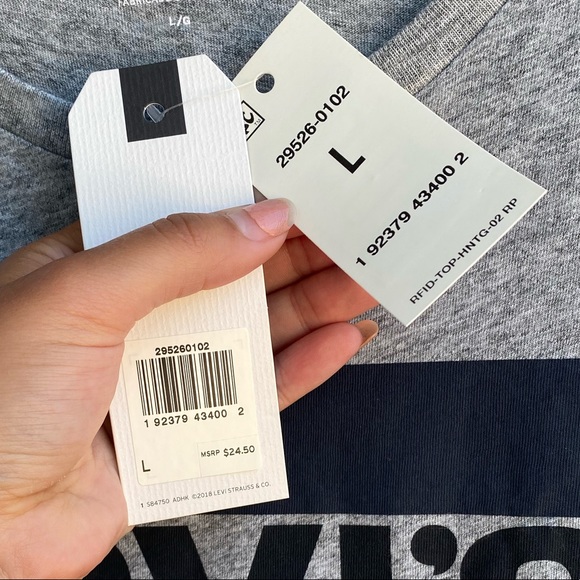 L/G
29526-0102
L
1 92379 43400 2
RFID-TOP-HNTG-02 RP
295260102
1 92379 43400 2
L
MSRP $24.50
1 S84750 ADHK ©2018 LEVI STRAUSS & CO.